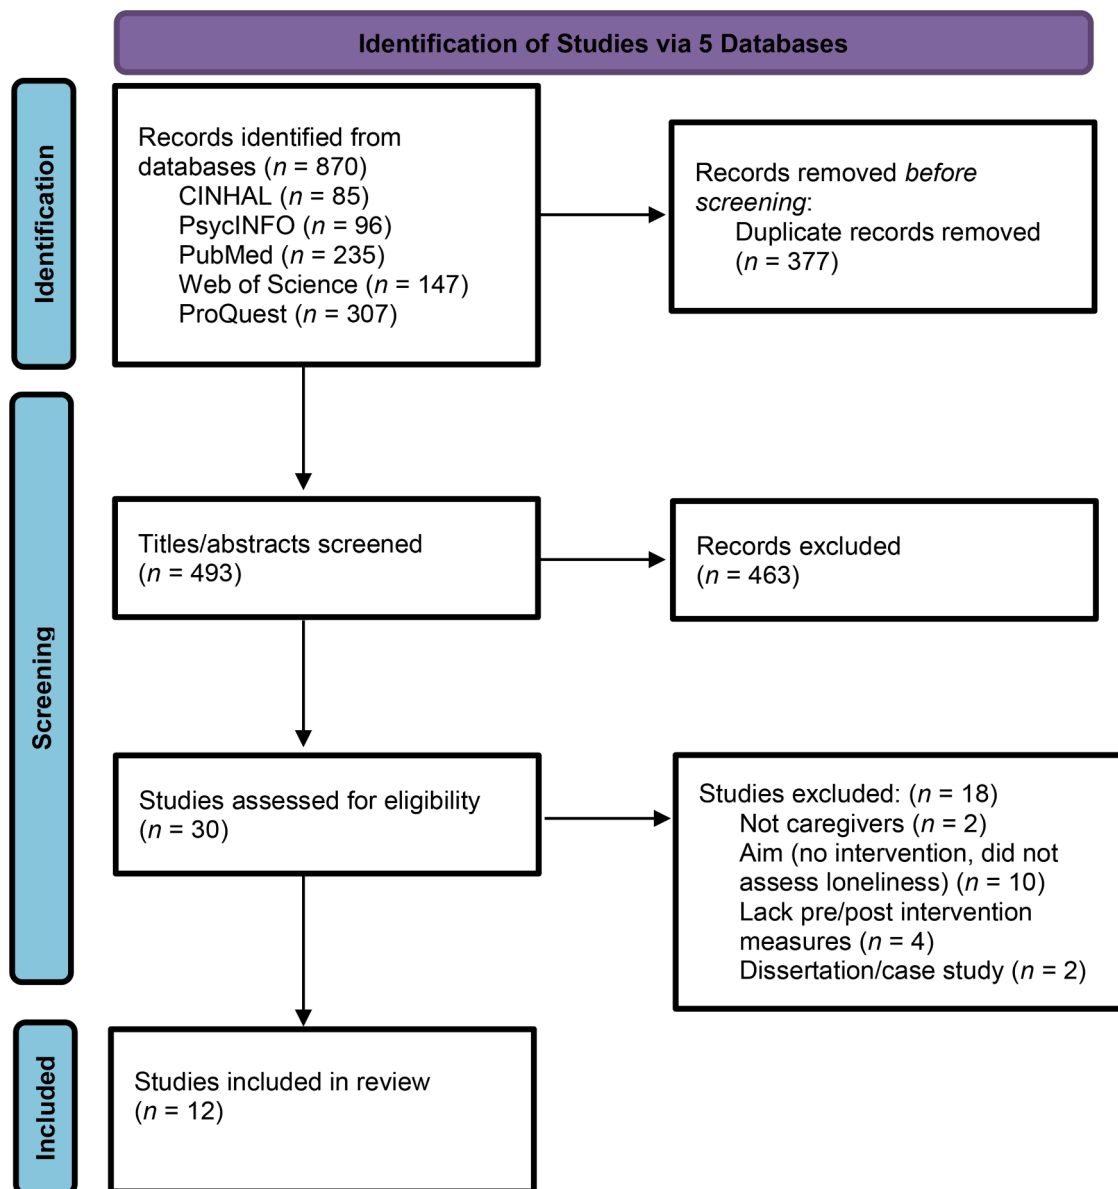 Identification of Studies via 5 Databases
Identification
Records identified from
databases (n = 870)
CINHAL (n = 85)
PsycINFO (n = 96)
PubMed (n = 235)
Web of Science (n = 147)
ProQuest (n = 307)
Records removed before
screening:
Duplicate records removed
(n = 377)
Screening
Titles/abstracts screened
(n = 493)
Records excluded
(n = 463)
Studies assessed for eligibility
(n = 30)
Studies excluded: (n = 18)
Not caregivers (n = 2)
Aim (no intervention, did not
assess loneliness) (n = 10)
Lack pre/post intervention
measures (n = 4)
Dissertation/case study (n = 2)
Included
Studies included in review
(n = 12)